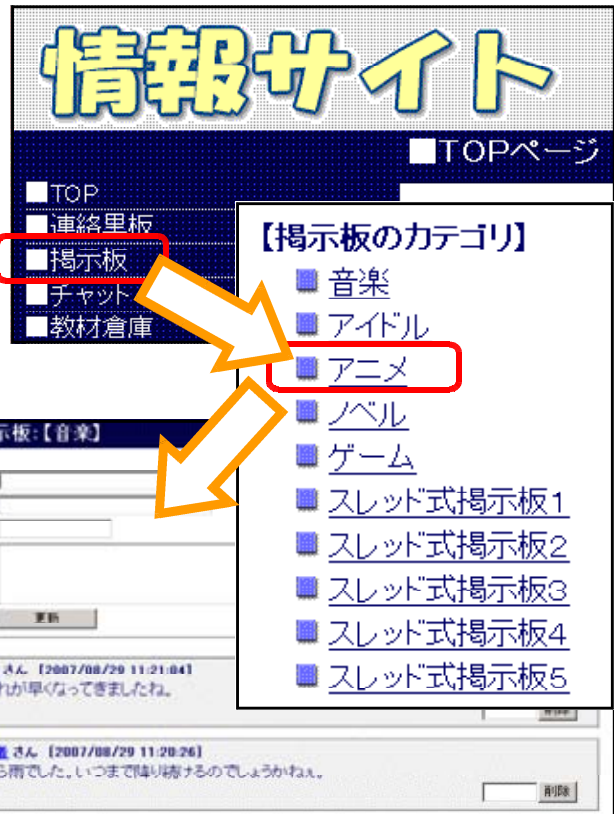 情報サイト
■TOPページ
■TOP
■連絡黒板
■掲示板
■チャット
■教材倉庫
【掲示板のカテゴリ】
音楽
アイドル
アニメ
ノベル
ゲーム
スレッド式掲示板1
スレッド式掲示板2
スレッド式掲示板3
スレッド式掲示板4
スレッド式掲示板5
示板:【音楽】
更新
さん [2007/08/29 11:21:04]
れが早くなってきましたね。
削除
さん [2007/08/29 11:20:26]
ら雨でした。いつまで降り続けるのでしょうかねぇ。
削除